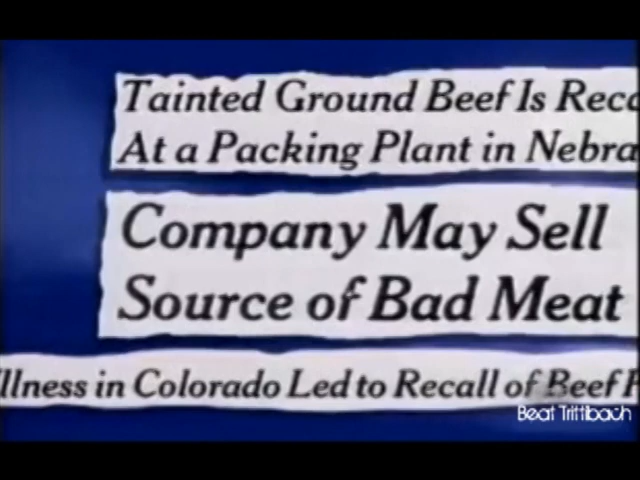 Tainted Ground Beef Is Reca
At a Packing Plant in Nebra
Company May Sell
Source of Bad Meat
llness in Colorado Led to Recall of Beef P
Beat Trittibach